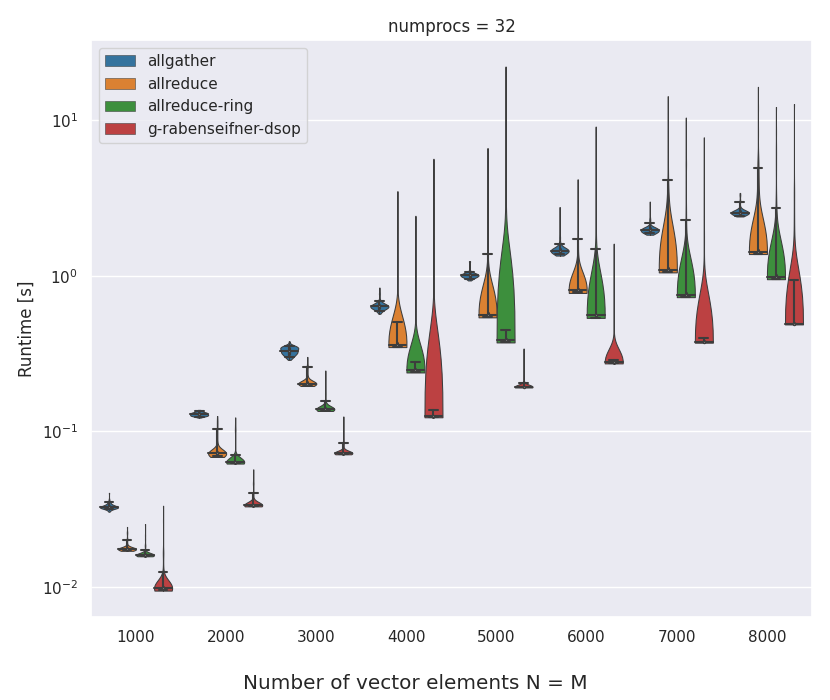 numprocs = 32
allgather
allreduce
allreduce-ring
g-rabenseifner-dsop
Runtime [s]
10^1
10^0
10^−1
10^−2
1000 2000 3000 4000 5000 6000 7000 8000
Number of vector elements N = M